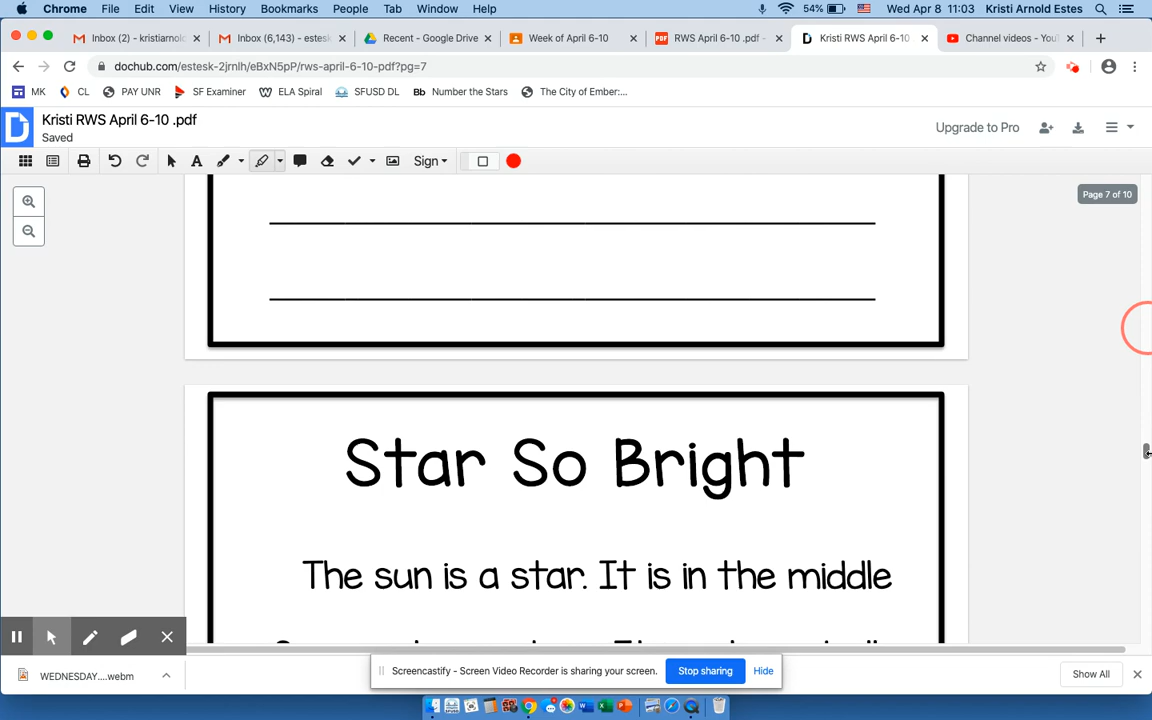 Chrome File Edit View History Bookmarks People Tab Window Help 54% Wed Apr 8 11:03 Kristi Arnold Estes
Inbox (2) - kristiarnol Inbox (6,143) - estesk Recent - Google Drive Week of April 6-10 RWS April 6-10 .pdf - Kristi RWS April 6-10 Channel videos - You
dochub.com/estesk-2jrnlh/eBxN5pP/rws-april-6-10-pdf?pg=7
MK CL PAY UNR SF Examiner ELA Spiral SFUSD DL Bb Number the Stars The City of Ember:...
Kristi RWS April 6-10 .pdf
Saved
Upgrade to Pro
Sign
Page 7 of 10
Star So Bright
The sun is a star. It is in the middle
WEDNESDAY....webm
Screencastify - Screen Video Recorder is sharing your screen. Stop sharing Hide
Show All